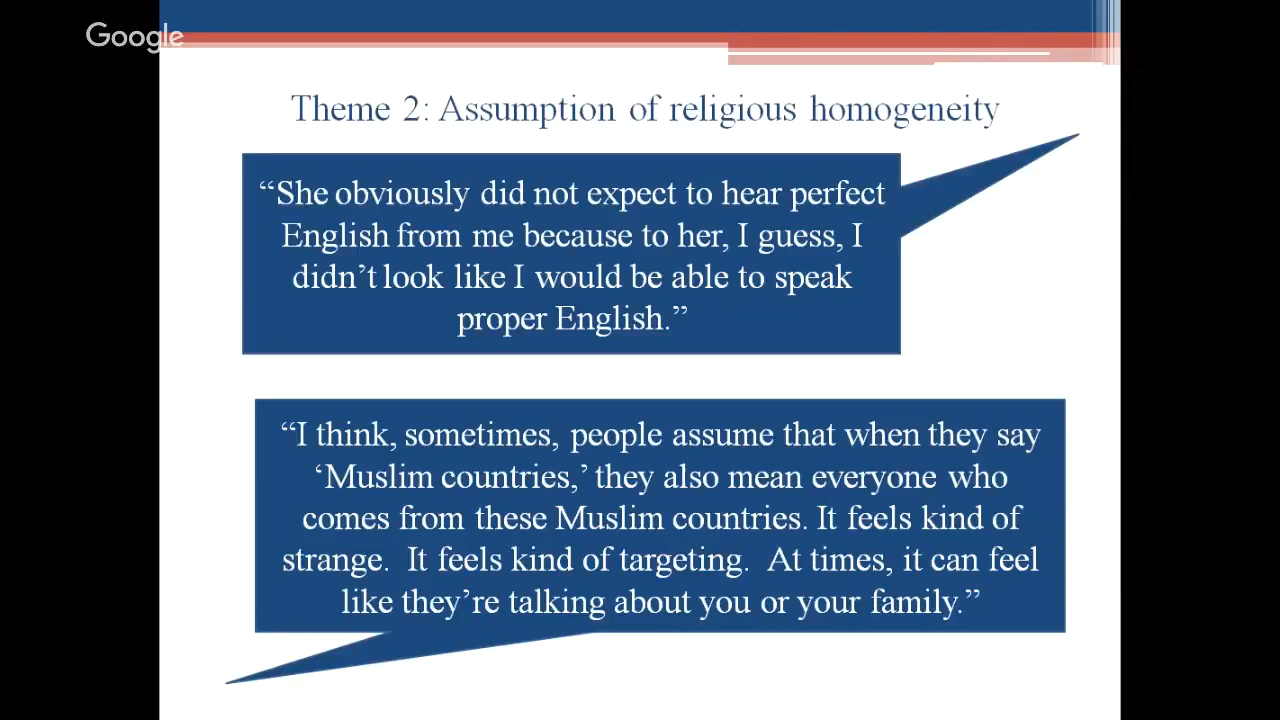 Google
Theme 2: Assumption of religious homogeneity
“She obviously did not expect to hear perfect
English from me because to her, I guess, I
didn’t look like I would be able to speak
proper English.”
“I think, sometimes, people assume that when they say
‘Muslim countries,’ they also mean everyone who
comes from these Muslim countries. It feels kind of
strange.  It feels kind of targeting.  At times, it can feel
like they’re talking about you or your family.”